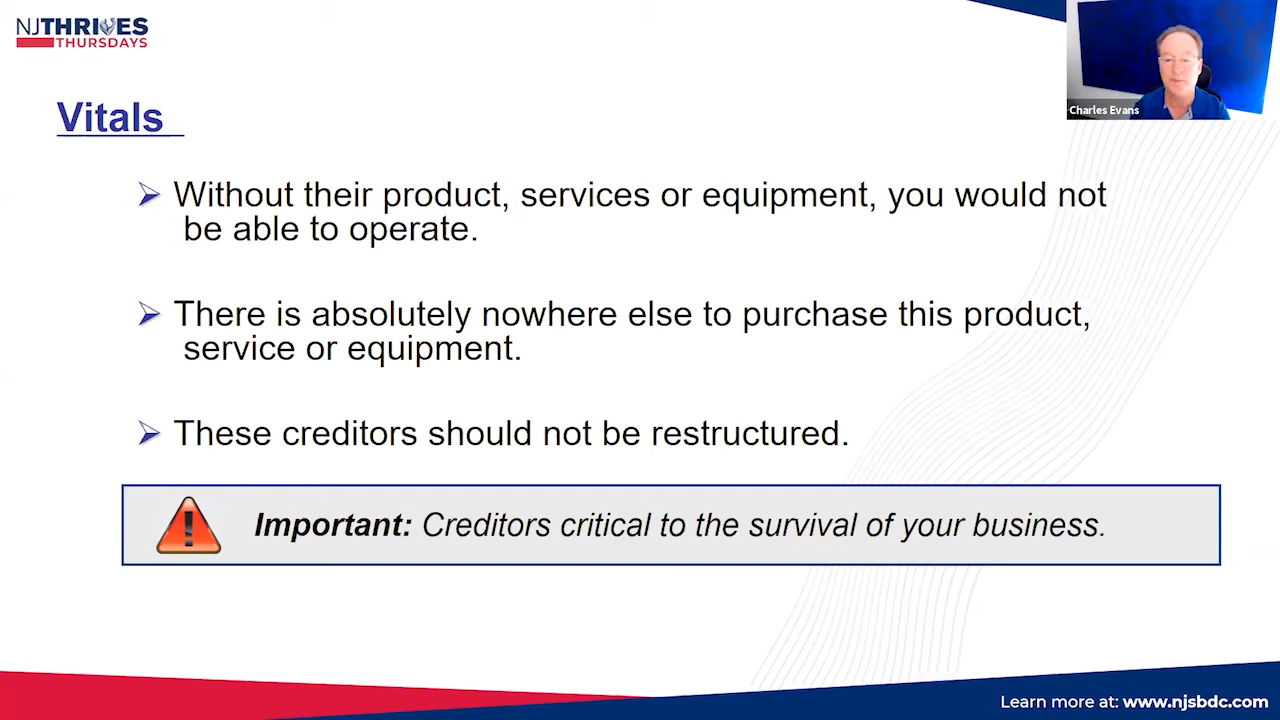 NJTHRIVES
THURSDAYS
Charles Evans
Vitals
Without their product, services or equipment, you would not
be able to operate.
There is absolutely nowhere else to purchase this product,
service or equipment.
These creditors should not be restructured.
Important: Creditors critical to the survival of your business.
Learn more at: www.njsbdc.com